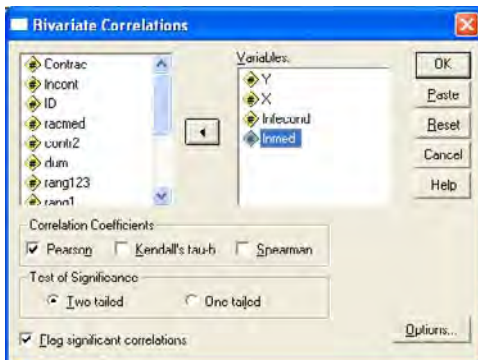 Bivariate Correlations
Contrac
lncont
ID
racmed
contr2
dum
rang123
rang1
Variables:
Y
X
lnfecund
lnmed
OK
Paste
Reset
Cancel
Help
Correlation Coefficients
Pearson Kendall's tau-b Spearman
Test of Significance
Two tailed One tailed
Flag significant correlations
Options...